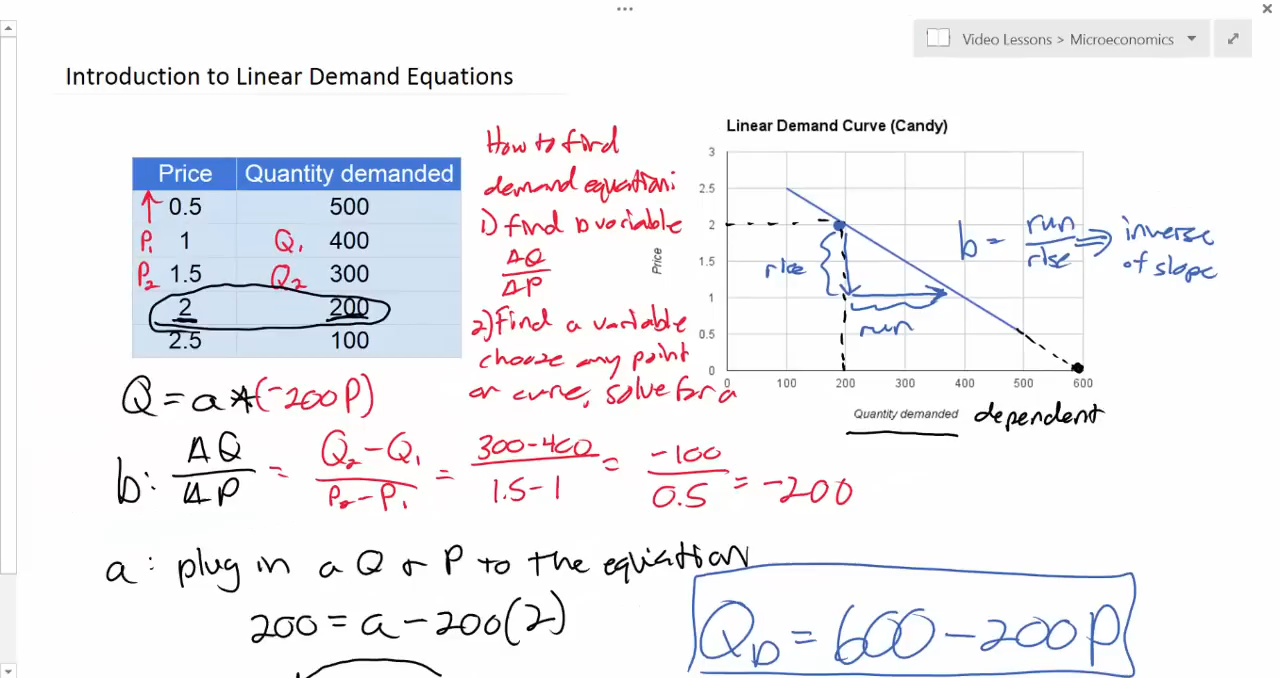 Video Lessons > Microeconomics
Introduction to Linear Demand Equations
Price Quantity demanded
0.5 500
P₁ 1 Q₁ 400
P₂ 1.5 Q₂ 300
2 200
2.5 100
How to find
demand equation:
1) find b variable
ΔQ
ΔP
2) Find a variable
choose any point
on curve, solve for a
Linear Demand Curve (Candy)
3
2.5
2
1.5
1
0.5
0
Price
0 100 200 300 400 500 600
Quantity demanded
dependent
rise
run
b = run/rise ⇒ inverse
of slope
Q = a + (-200P)
b: ΔQ/ΔP = Q₂-Q₁/P₂-P₁ = 300-400/1.5-1 = -100/0.5 = -200
a: plug in a Q + P to the equation
200 = a - 200(2)
Q_D = 600 - 200P